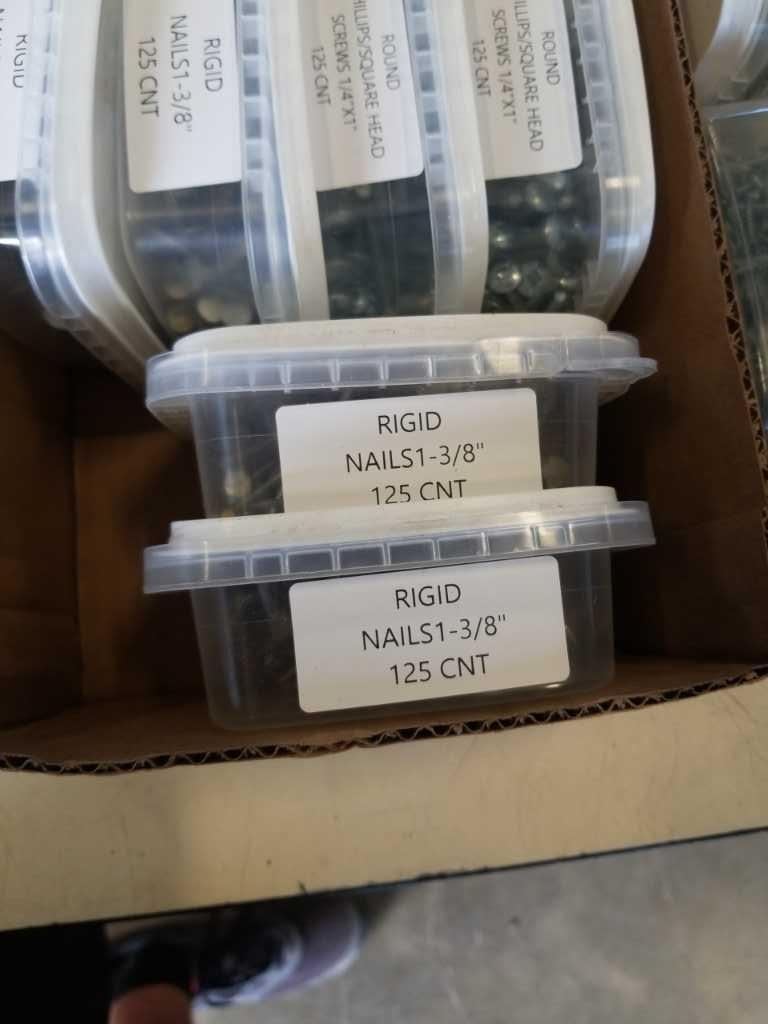 RIGID
RIGID
NAILS1-3/8"
125 CNT
ROUND
PHILLIPS/SQUARE HEAD
SCREWS 1/4"X1"
125 CNT
ROUND
PHILLIPS/SQUARE HEAD
SCREWS 1/4"X1"
125 CNT
RIGID
NAILS1-3/8"
125 CNT
RIGID
NAILS1-3/8"
125 CNT